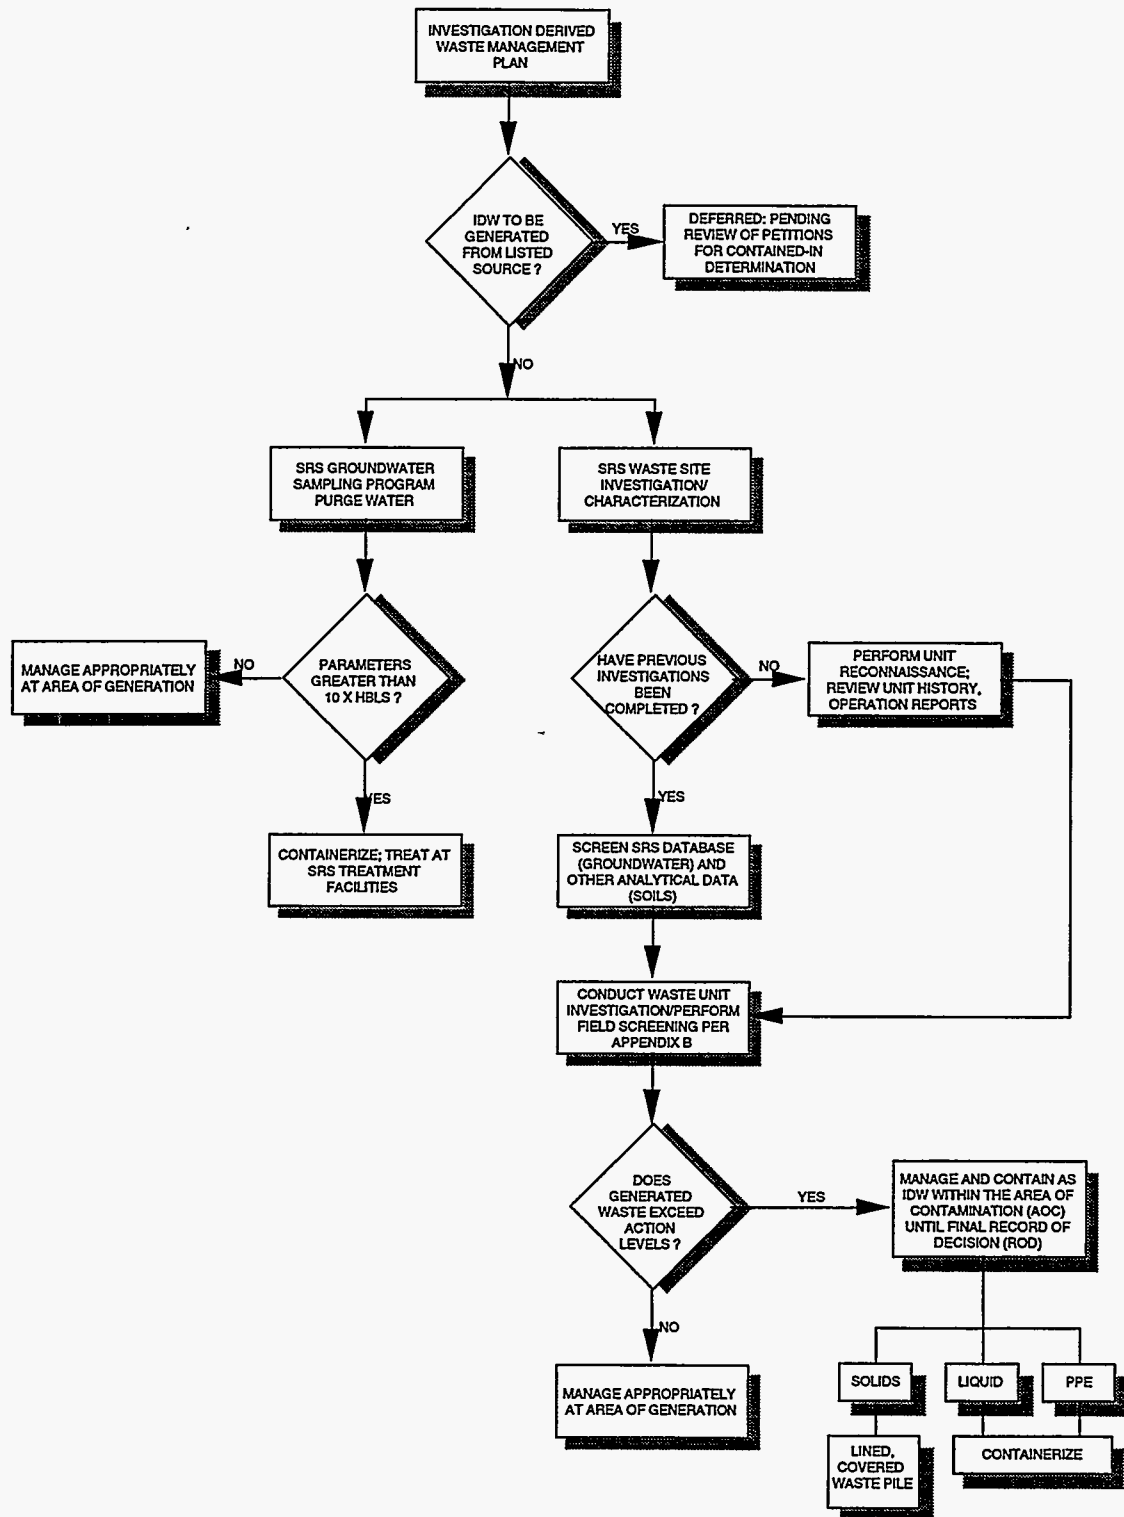 INVESTIGATION DERIVED
WASTE MANAGEMENT
PLAN
IDW TO BE
GENERATED
FROM LISTED
SOURCE ?
YES
DEFERRED: PENDING
REVIEW OF PETITIONS
FOR CONTAINED-IN
DETERMINATION
NO
SRS GROUNDWATER
SAMPLING PROGRAM
PURGE WATER
SRS WASTE SITE
INVESTIGATION/
CHARACTERIZATION
MANAGE APPROPRIATELY
AT AREA OF GENERATION
NO
PARAMETERS
GREATER THAN
10 X HBLS ?
HAVE PREVIOUS
INVESTIGATIONS
BEEN
COMPLETED ?
NO
PERFORM UNIT
RECONNAISSANCE;
REVIEW UNIT HISTORY,
OPERATION REPORTS
YES
YES
CONTAINERIZE; TREAT AT
SRS TREATMENT
FACILITIES
SCREEN SRS DATABASE
(GROUNDWATER) AND
OTHER ANALYTICAL DATA
(SOILS)
CONDUCT WASTE UNIT
INVESTIGATION/PERFORM
FIELD SCREENING PER
APPENDIX B
DOES
GENERATED
WASTE EXCEED
ACTION
LEVELS ?
YES
MANAGE AND CONTAIN AS
IDW WITHIN THE AREA OF
CONTAMINATION (AOC)
UNTIL FINAL RECORD OF
DECISION (ROD)
NO
MANAGE APPROPRIATELY
AT AREA OF GENERATION
SOLIDS
LIQUID
PPE
LINED,
COVERED
WASTE PILE
CONTAINERIZE